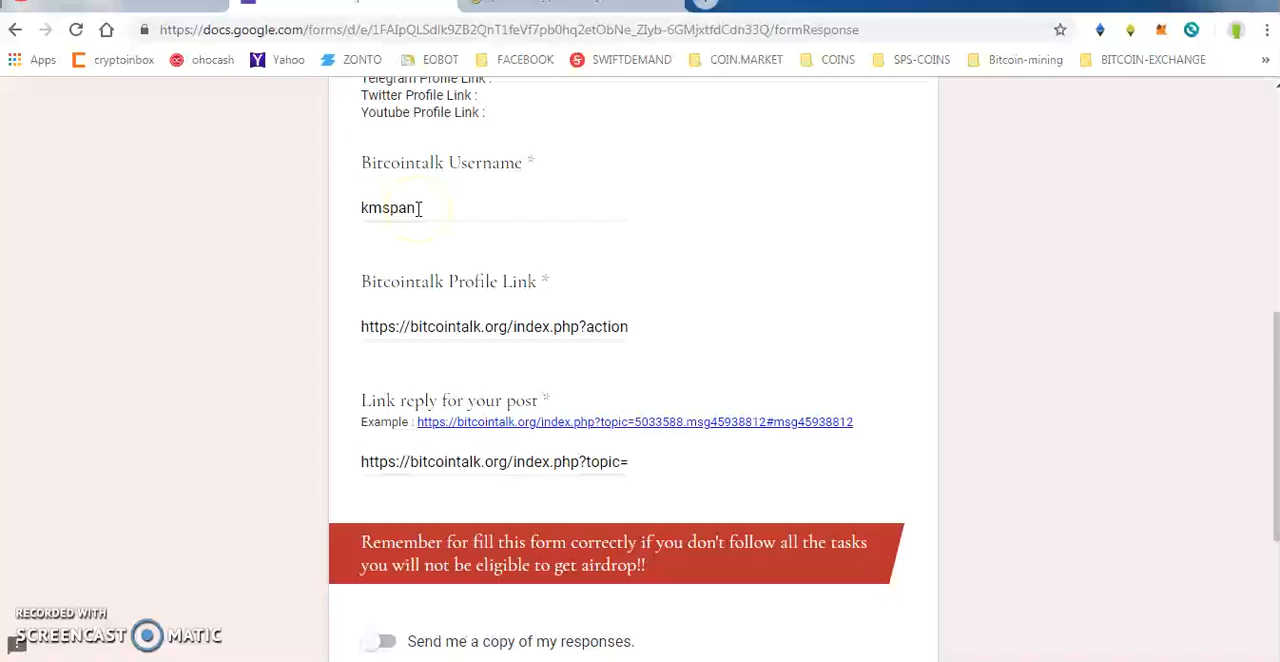 https://docs.google.com/forms/d/e/1FAIpQLSdlk9ZB2QnT1feVf7pb0hq2etObNe_ZIyb-6GMjxtfdCdn33Q/formResponse
Apps cryptoinbox ohocash Yahoo ZONTO EOBOT FACEBOOK SWIFTDEMAND COIN.MARKET COINS SPS-COINS Bitcoin-mining BITCOIN-EXCHANGE »
Telegram Profile Link :
Twitter Profile Link :
Youtube Profile Link :
Bitcointalk Username *
kmspan
Bitcointalk Profile Link *
https://bitcointalk.org/index.php?action
Link reply for your post *
Example : https://bitcointalk.org/index.php?topic=5033588.msg45938812#msg45938812
https://bitcointalk.org/index.php?topic=
Remember for fill this form correctly if you don't follow all the tasks
you will not be eligible to get airdrop!!
Send me a copy of my responses.
RECORDED WITH
SCREENCAST MATIC